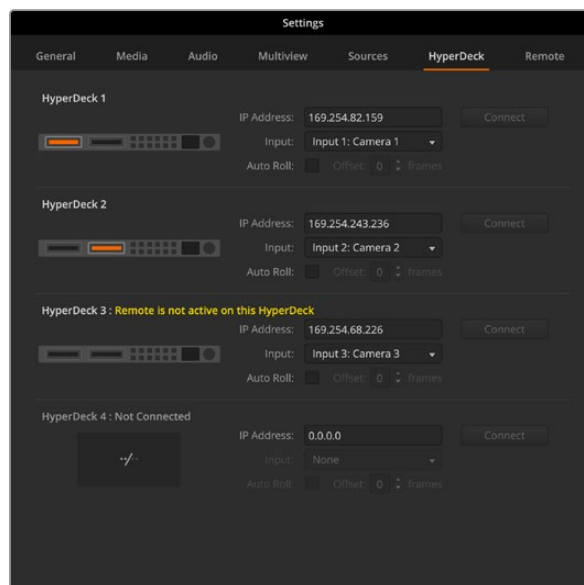 Settings
General Media Audio Multiview Sources HyperDeck Remote
HyperDeck 1
IP Address: 169.254.82.159 Connect
Input: Input 1: Camera 1
Auto Roll: Offset: 0 frames
HyperDeck 2
IP Address: 169.254.243.236 Connect
Input: Input 2: Camera 2
Auto Roll: Offset: 0 frames
HyperDeck 3 : Remote is not active on this HyperDeck
IP Address: 169.254.68.226 Connect
Input: Input 3: Camera 3
Auto Roll: Offset: 0 frames
HyperDeck 4 : Not Connected
IP Address: 0.0.0.0 Connect
Input: None
Auto Roll: Offset: 0 frames